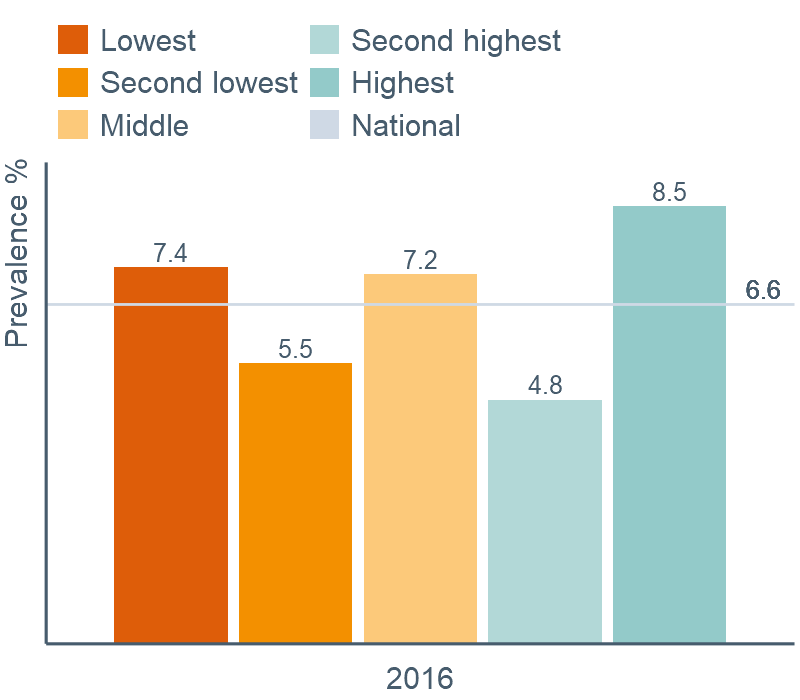 Lowest
Second lowest
Middle
Second highest
Highest
National
Prevalence %
7.4
5.5
7.2
4.8
8.5
6.6
2016